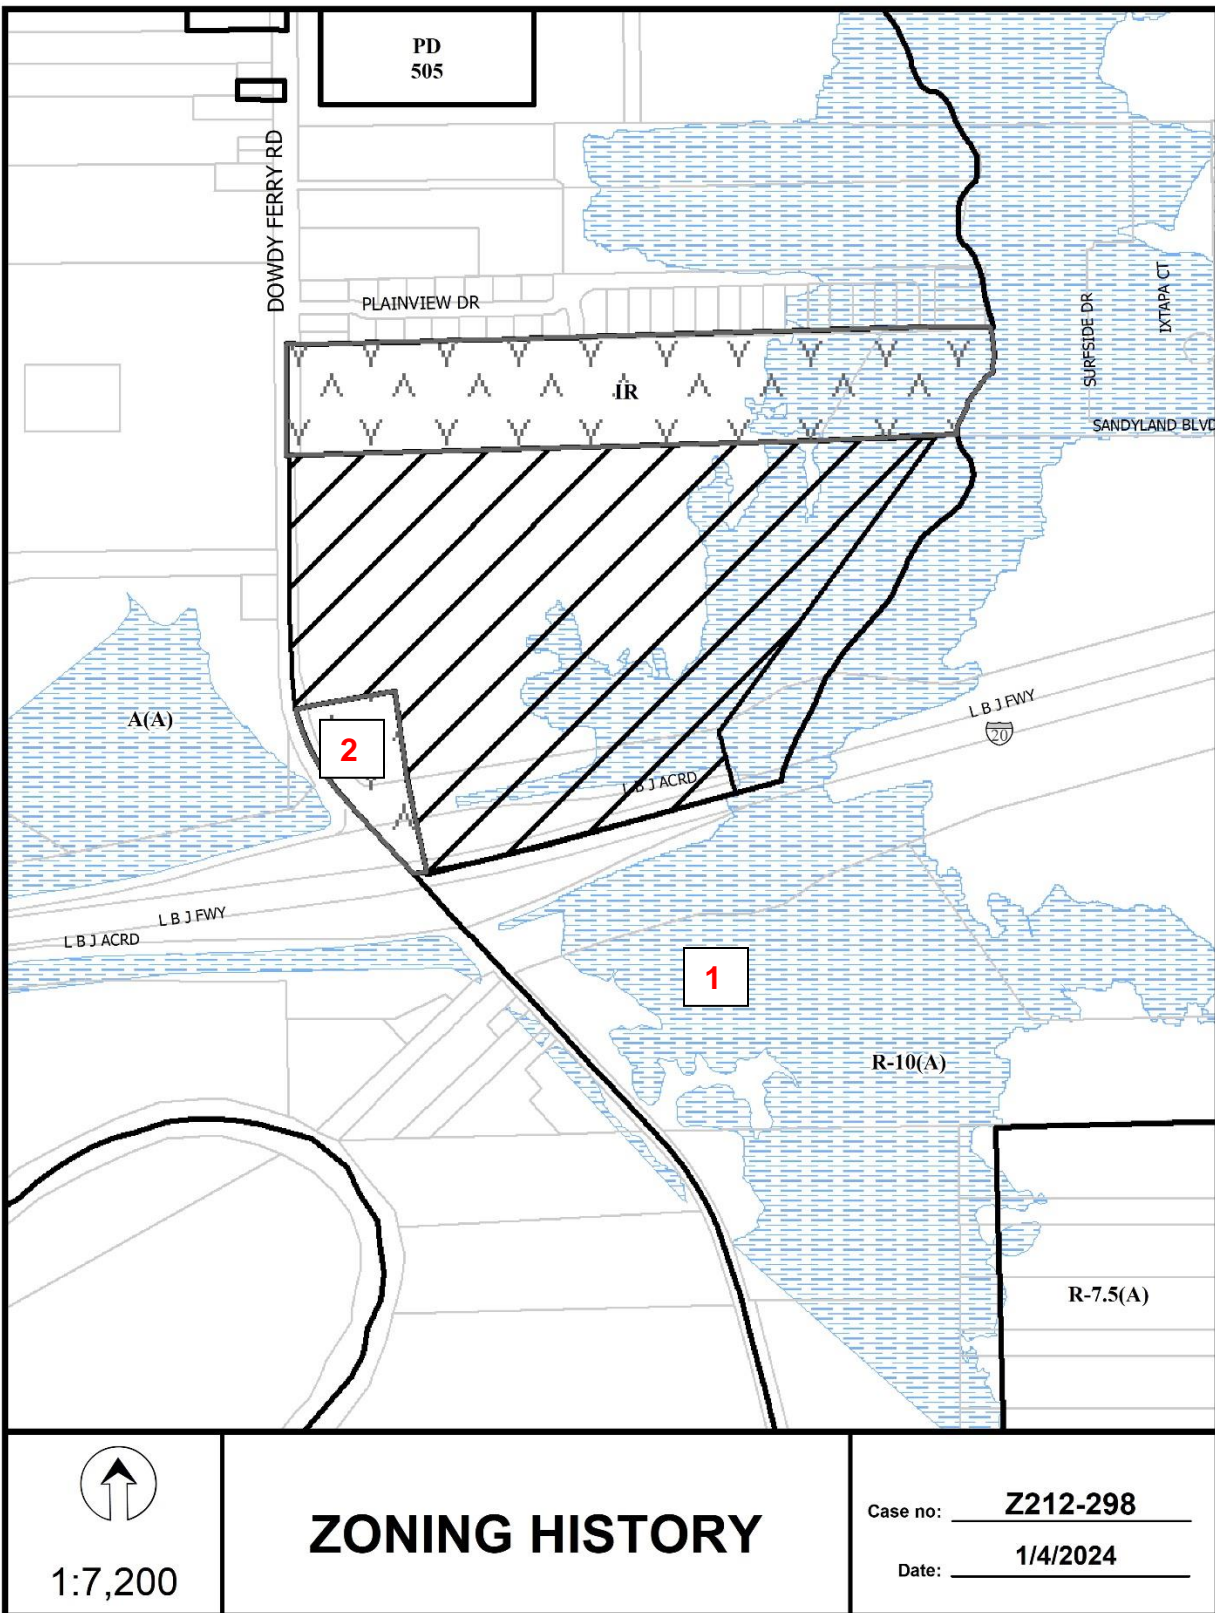 PD
505
DOWDY FERRY RD
PLAINVIEW DR
SURFSIDE DR
IXTAPA CT
IR
SANDYLAND BLVD
A(A)
2
L B J FWY
20
L B J ACRD
L B J FWY
L B J ACRD
1
R-10(A)
R-7.5(A)
1:7,200
ZONING HISTORY
Case no: Z212-298
Date: 1/4/2024